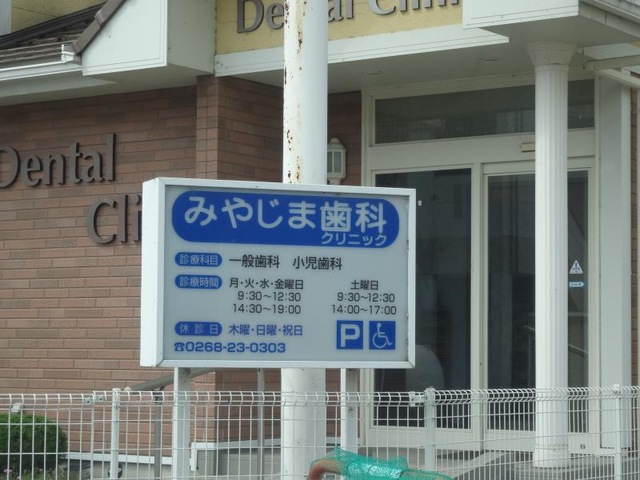 Dental Clini
Dental
Cli
みやじま歯科
クリニック
診療科目 一般歯科 小児歯科
診療時間 月・火・水・金曜日 土曜日
9:30～12:30 9:30～12:30
14:30～19:00 14:00～17:00
休診日 木曜・日曜・祝日 P
☎0268-23-0303